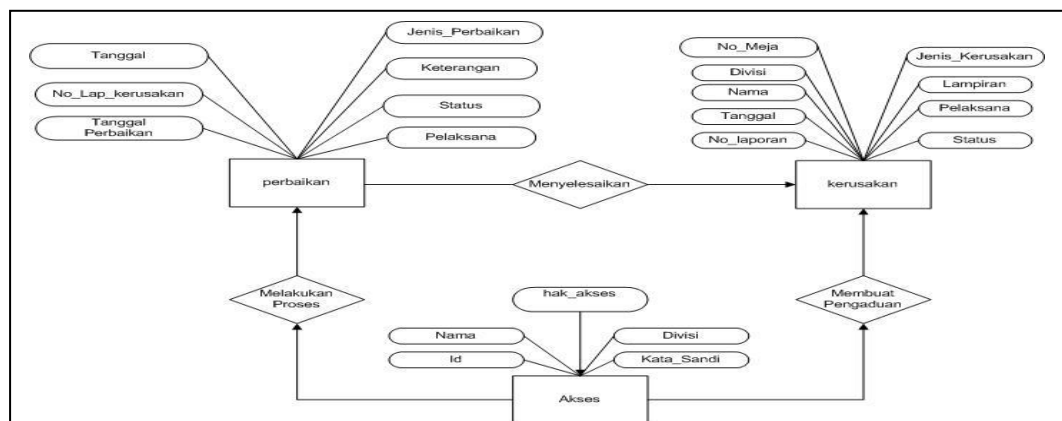 Jenis_Perbaikan
Tanggal
Keterangan
No_Lap_kerusakan
Status
Tanggal
Perbaikan
Pelaksana
perbaikan
Menyelesaikan
No_Meja
Jenis_Kerusakan
Divisi
Lampiran
Nama
Pelaksana
Tanggal
No_laporan
Status
kerusakan
Melakukan
Proses
Membuat
Pengaduan
hak_akses
Nama
Divisi
Id
Kata_Sandi
Akses